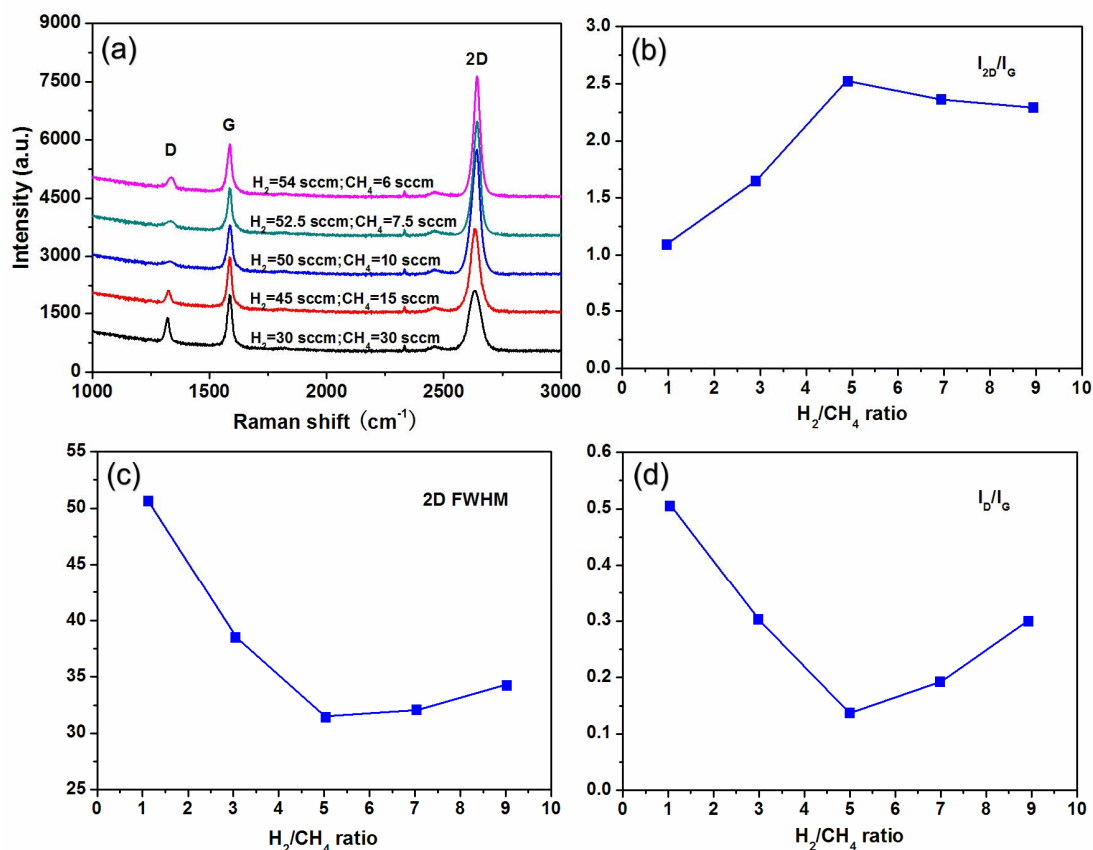 (a)
9000
7500
6000
4500
3000
1500
0
Intensity (a.u.)
D
G
2D
H₂=54 sccm;CH₄=6 sccm
H₂=52.5 sccm;CH₄=7.5 sccm
H₂=50 sccm;CH₄=10 sccm
H₂=45 sccm;CH₄=15 sccm
H₂=30 sccm;CH₄=30 sccm
1000 1500 2000 2500 3000
Raman shift (cm⁻¹)
(b)
I2D/IG
3.0
2.5
2.0
1.5
1.0
0.5
0.0
0 1 2 3 4 5 6 7 8 9 10
H₂/CH₄ ratio
(c)
2D FWHM
55
50
45
40
35
30
25
0 1 2 3 4 5 6 7 8 9 10
H₂/CH₄ ratio
(d)
ID/IG
0.6
0.5
0.4
0.3
0.2
0.1
0.0
0 1 2 3 4 5 6 7 8 9 10
H₂/CH₄ ratio